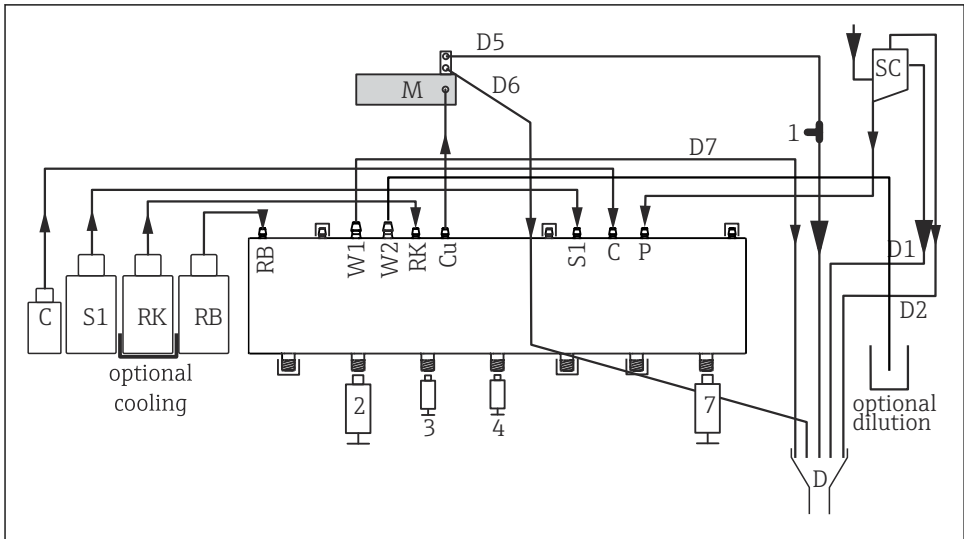 D5
SC
M
D6
1
D7
RB
W1
W2
RK
Cu
S1
C
P
D1
C
S1
RK
RB
D2
optional
cooling
2
3
4
7
optional
dilution
D